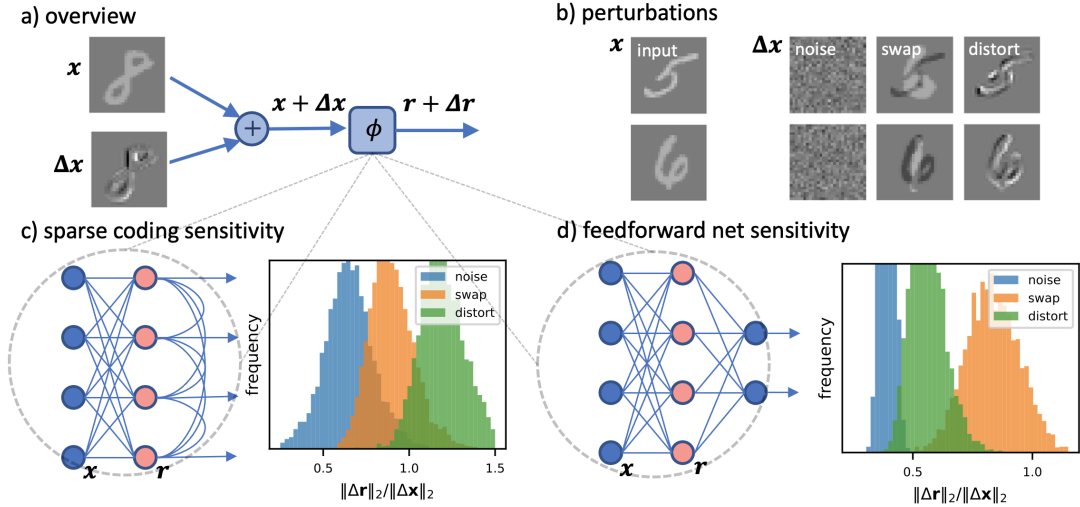 a) overview
x
Δx
+
x + Δx
ϕ
r + Δr
b) perturbations
x
input
Δx
noise
swap
distort
c) sparse coding sensitivity
x
r
frequency
noise
swap
distort
0.5
1.0
1.5
‖Δr‖₂/‖Δx‖₂
d) feedforward net sensitivity
x
r
frequency
noise
swap
distort
0.5
1.0
‖Δr‖₂/‖Δx‖₂